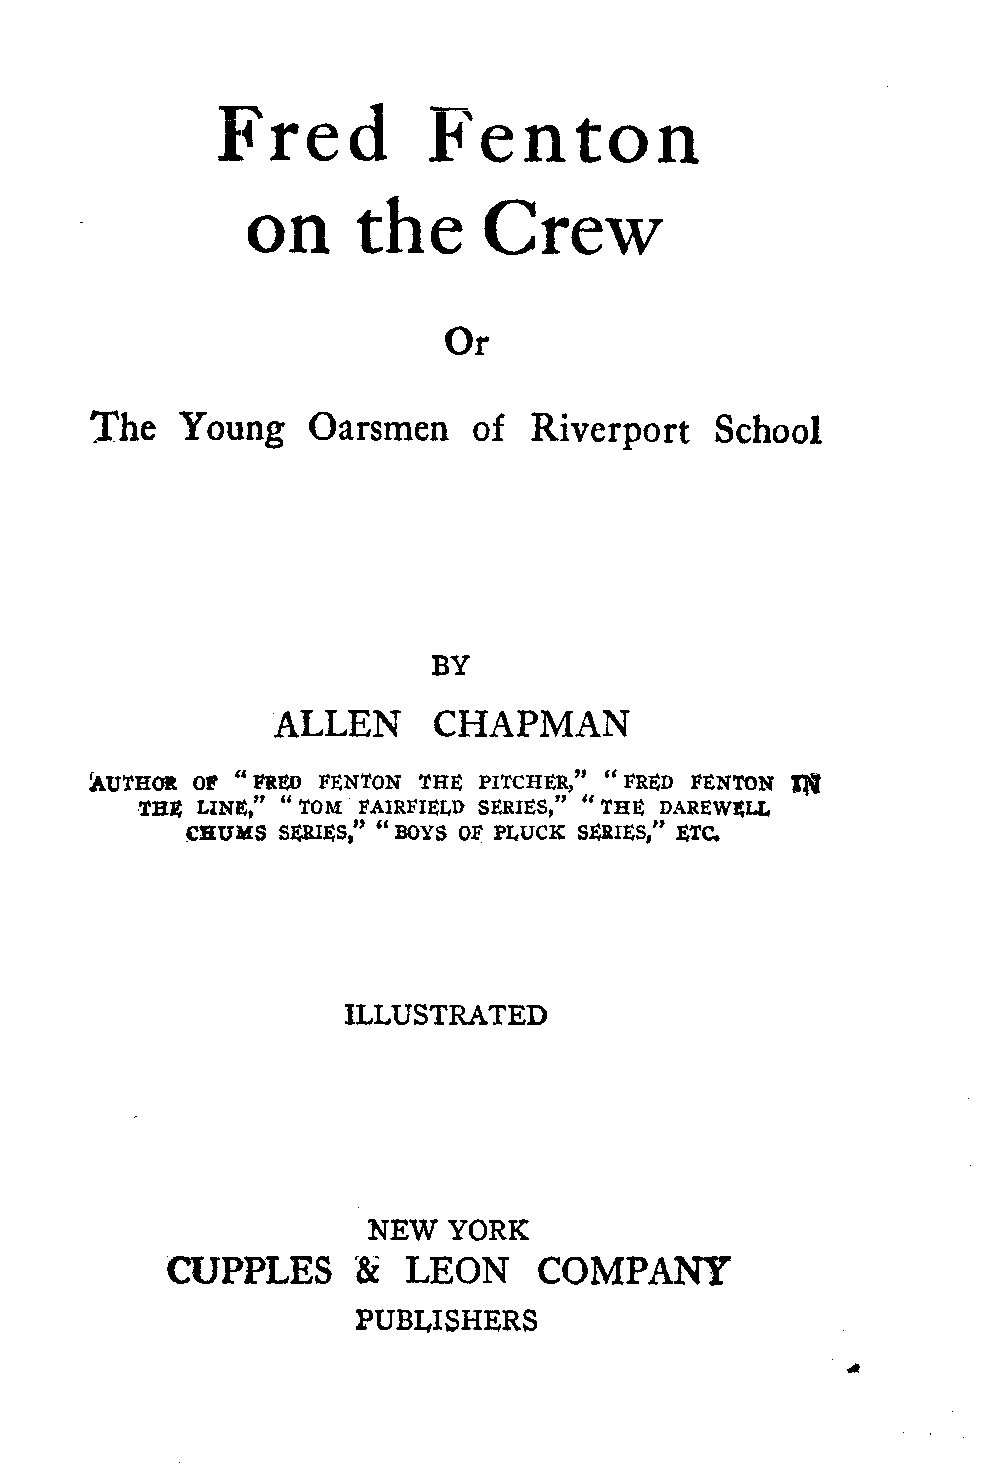 Fred Fenton
on the Crew
Or
The Young Oarsmen of Riverport School
BY
ALLEN CHAPMAN
AUTHOR OF "FRED FENTON THE PITCHER," "FRED FENTON IN
THE LINE," "TOM FAIRFIELD SERIES," "THE DAREWELL
CHUMS SERIES," "BOYS OF PLUCK SERIES," ETC.
ILLUSTRATED
NEW YORK
CUPPLES & LEON COMPANY
PUBLISHERS